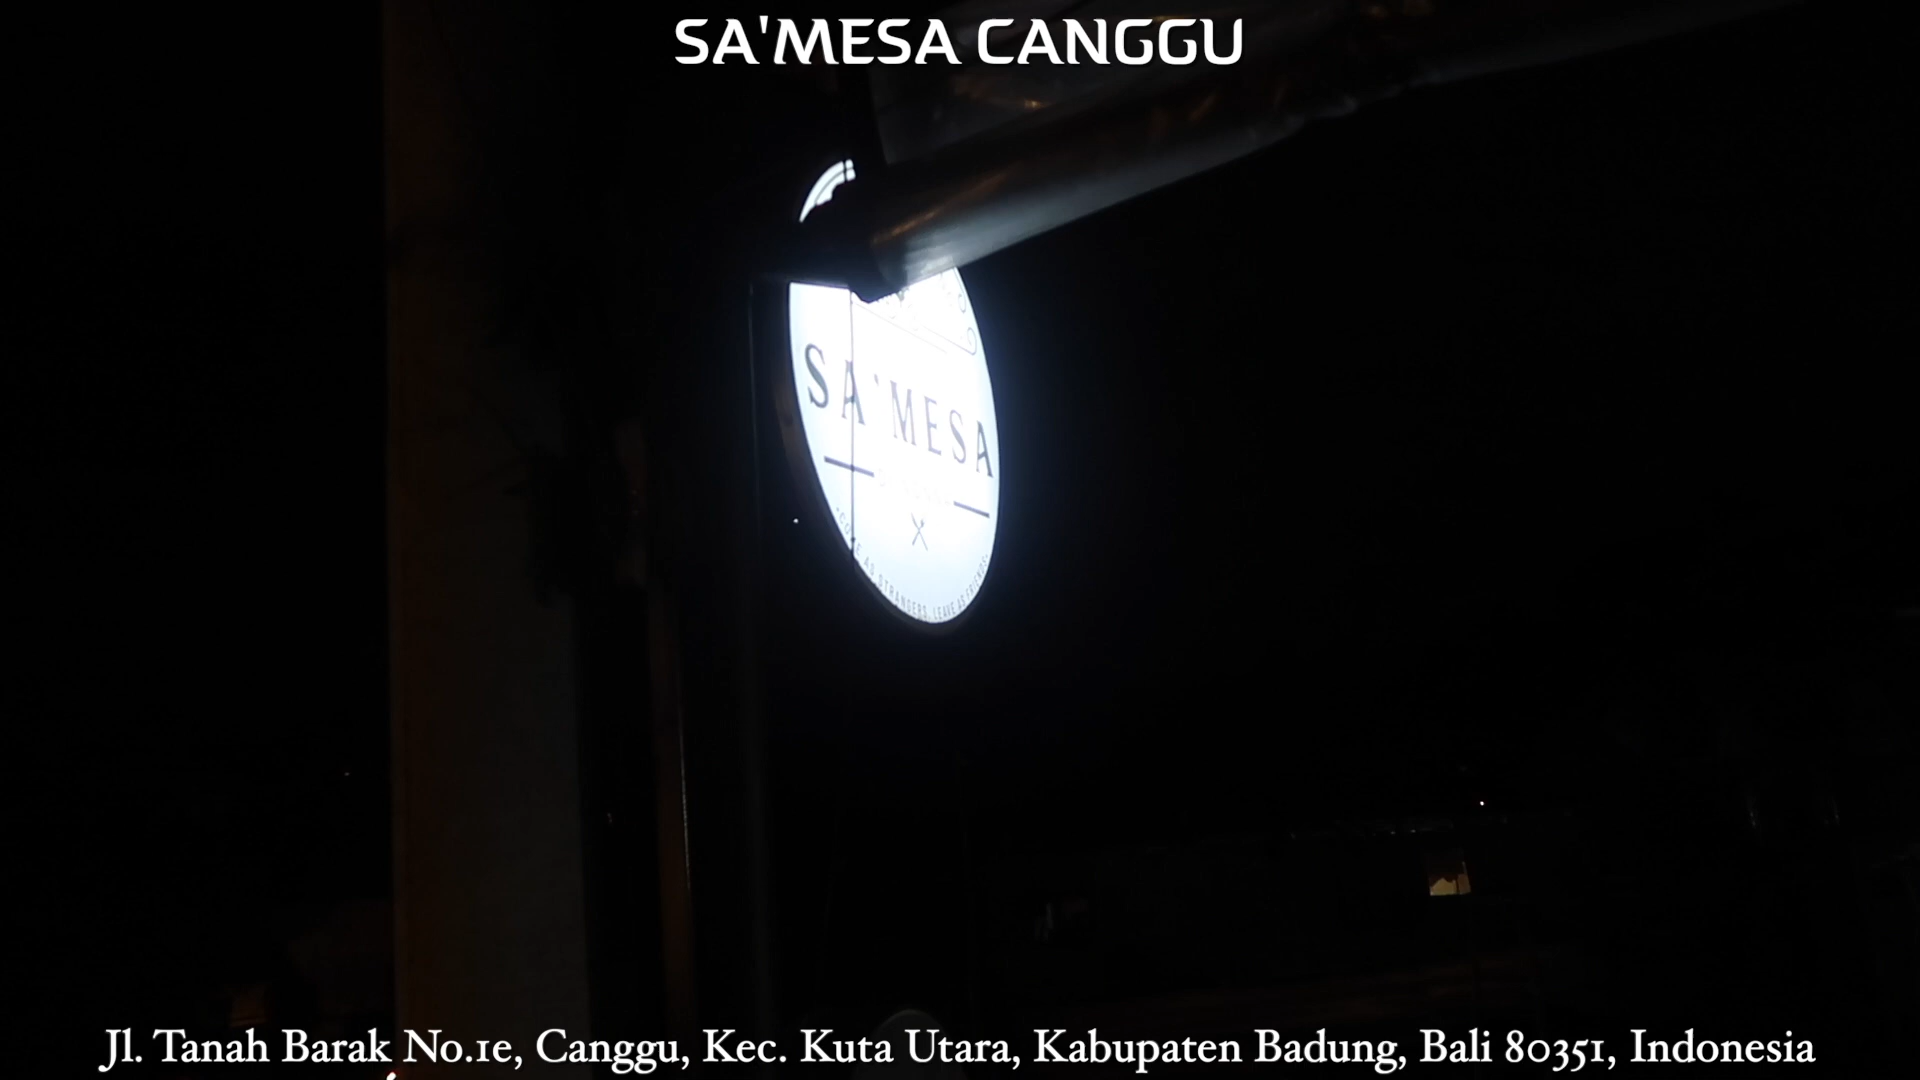 SA'MESA CANGGU
SA'MESA
COME AS STRANGERS, LEAVE AS FRIENDS
Jl. Tanah Barak No.1e, Canggu, Kec. Kuta Utara, Kabupaten Badung, Bali 80351, Indonesia